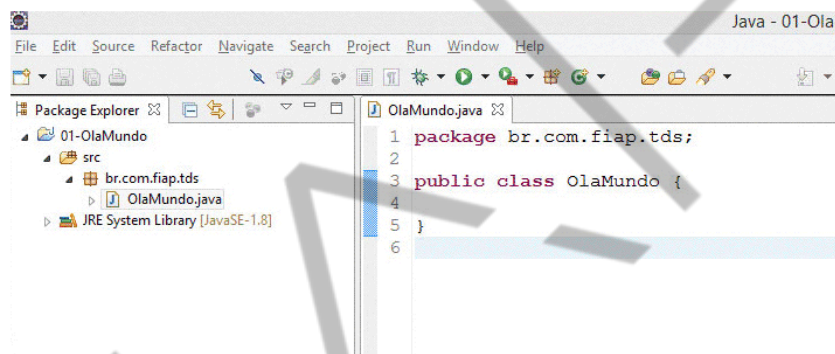 Java - 01-Ola
File Edit Source Refactor Navigate Search Project Run Window Help
Package Explorer
01-OlaMundo
src
br.com.fiap.tds
OlaMundo.java
JRE System Library [JavaSE-1.8]
OlaMundo.java
1 package br.com.fiap.tds;
2
3 public class OlaMundo {
4
5 }
6